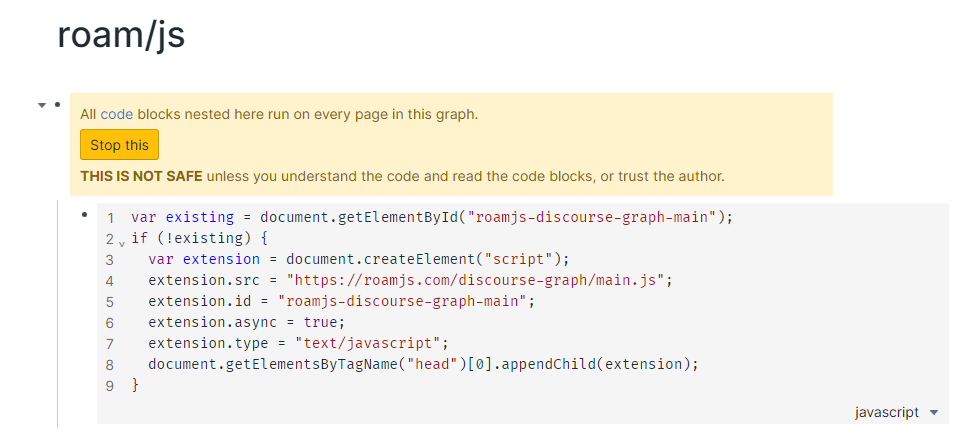 roam/js
All code blocks nested here run on every page in this graph.
Stop this
THIS IS NOT SAFE unless you understand the code and read the code blocks, or trust the author.
1 var existing = document.getElementById("roamjs-discourse-graph-main");
2 if (!existing) {
3 var extension = document.createElement("script");
4 extension.src = "https://roamjs.com/discourse-graph/main.js";
5 extension.id = "roamjs-discourse-graph-main";
6 extension.async = true;
7 extension.type = "text/javascript";
8 document.getElementsByTagName("head")[0].appendChild(extension);
9 }
javascript